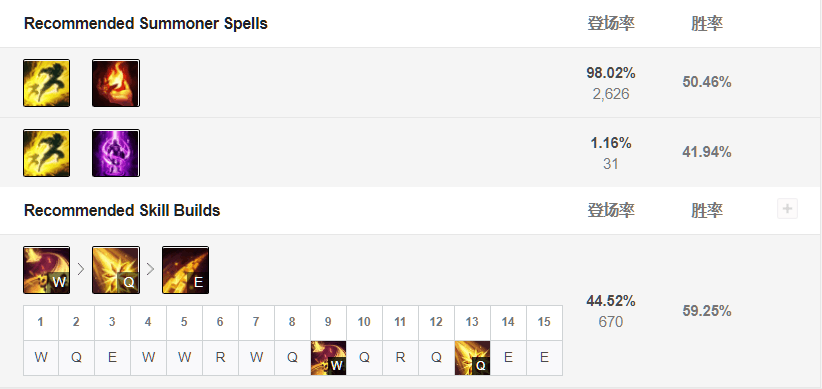 Recommended Summoner Spells 登场率 胜率
98.02%
2,626
50.46%
1.16%
31
41.94%
Recommended Skill Builds 登场率 胜率 +
W > Q > E
44.52%
670
59.25%
1 2 3 4 5 6 7 8 9 10 11 12 13 14 15
W Q E W W R W Q W Q R Q Q E E